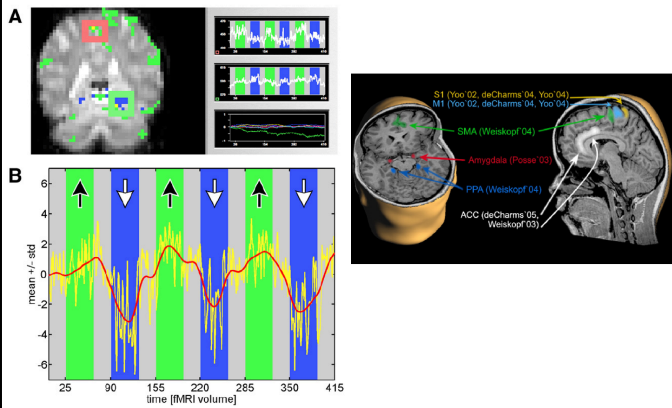 A
S1 (Yoo'02, deCharms'04, Yoo'04)
M1 (Yoo'02, deCharms'04, Yoo'04)
SMA (Weiskopf'04)
Amygdala (Posse'03)
PPA (Weiskopf'04)
ACC (deCharms'05,
Weiskopf'03)
B
mean +/- std
6
4
2
0
-2
-4
-6
25 90 155 220 285 350 415
time [fMRI volume]